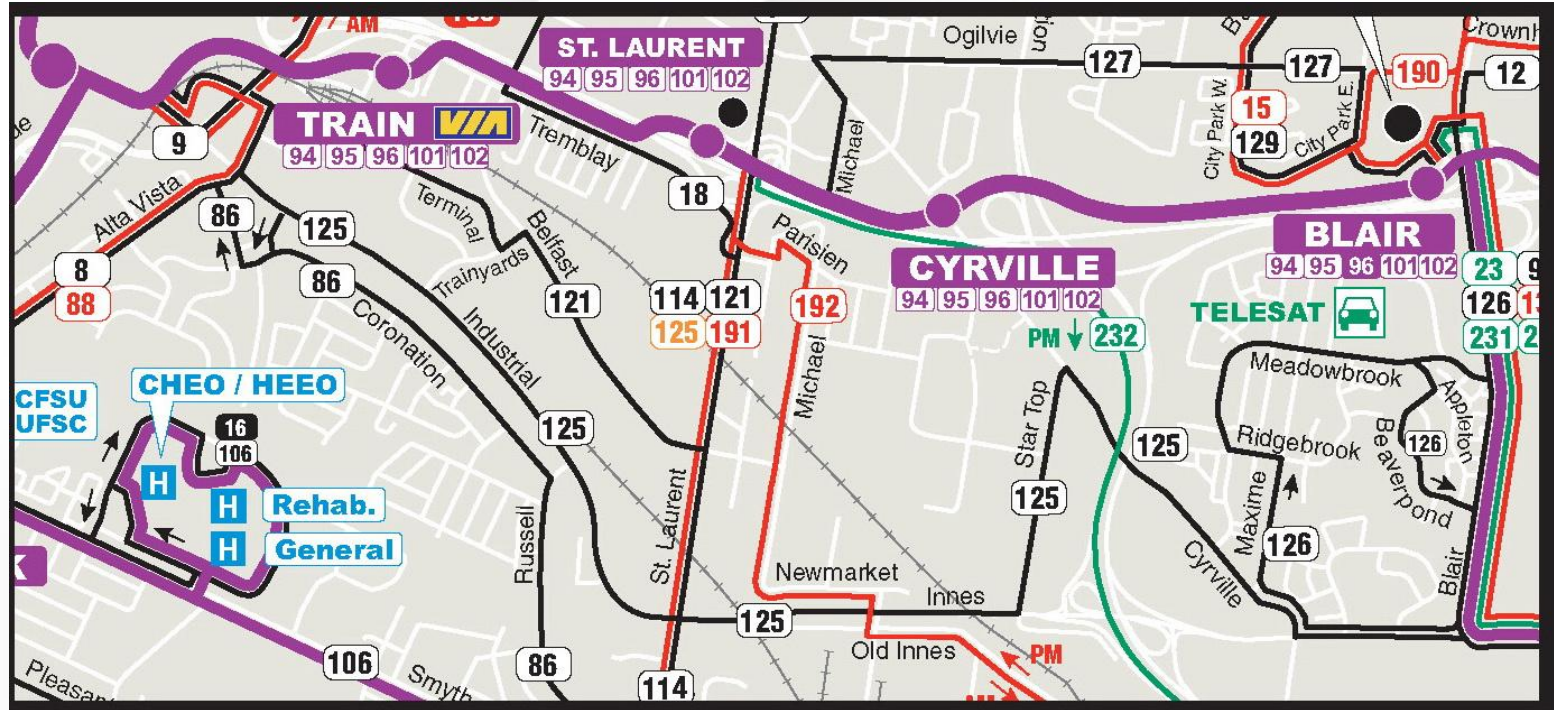 AM
ST. LAURENT
94 95 96 101 102
Ogilvie
127
127
190
12
TRAIN VIA
94 95 96 101 102
9
Tremblay
Michael
City Park W.
15
129
City Park E.
18
Alta Vista
86
125
Terminal
Belfast
Parisien
BLAIR
94 95 96 101 102
23
CYRVILLE
94 95 96 101 102
8
88
86
Trainyards
121
114 121
125 191
192
126
231
TELESAT
PM 232
Coronation
Industrial
Michael
Meadowbrook
Appleton
CHEO / HEEO
CFSU
UFSC
16
106
125
Star Top
125
Ridgebrook
126
Beaverpond
H
H Rehab.
H General
125
Maxime
126
Russell
St. Laurent
Newmarket
Innes
Cyrville
Blair
125
Old Innes
PM
106
86
114
Smyth